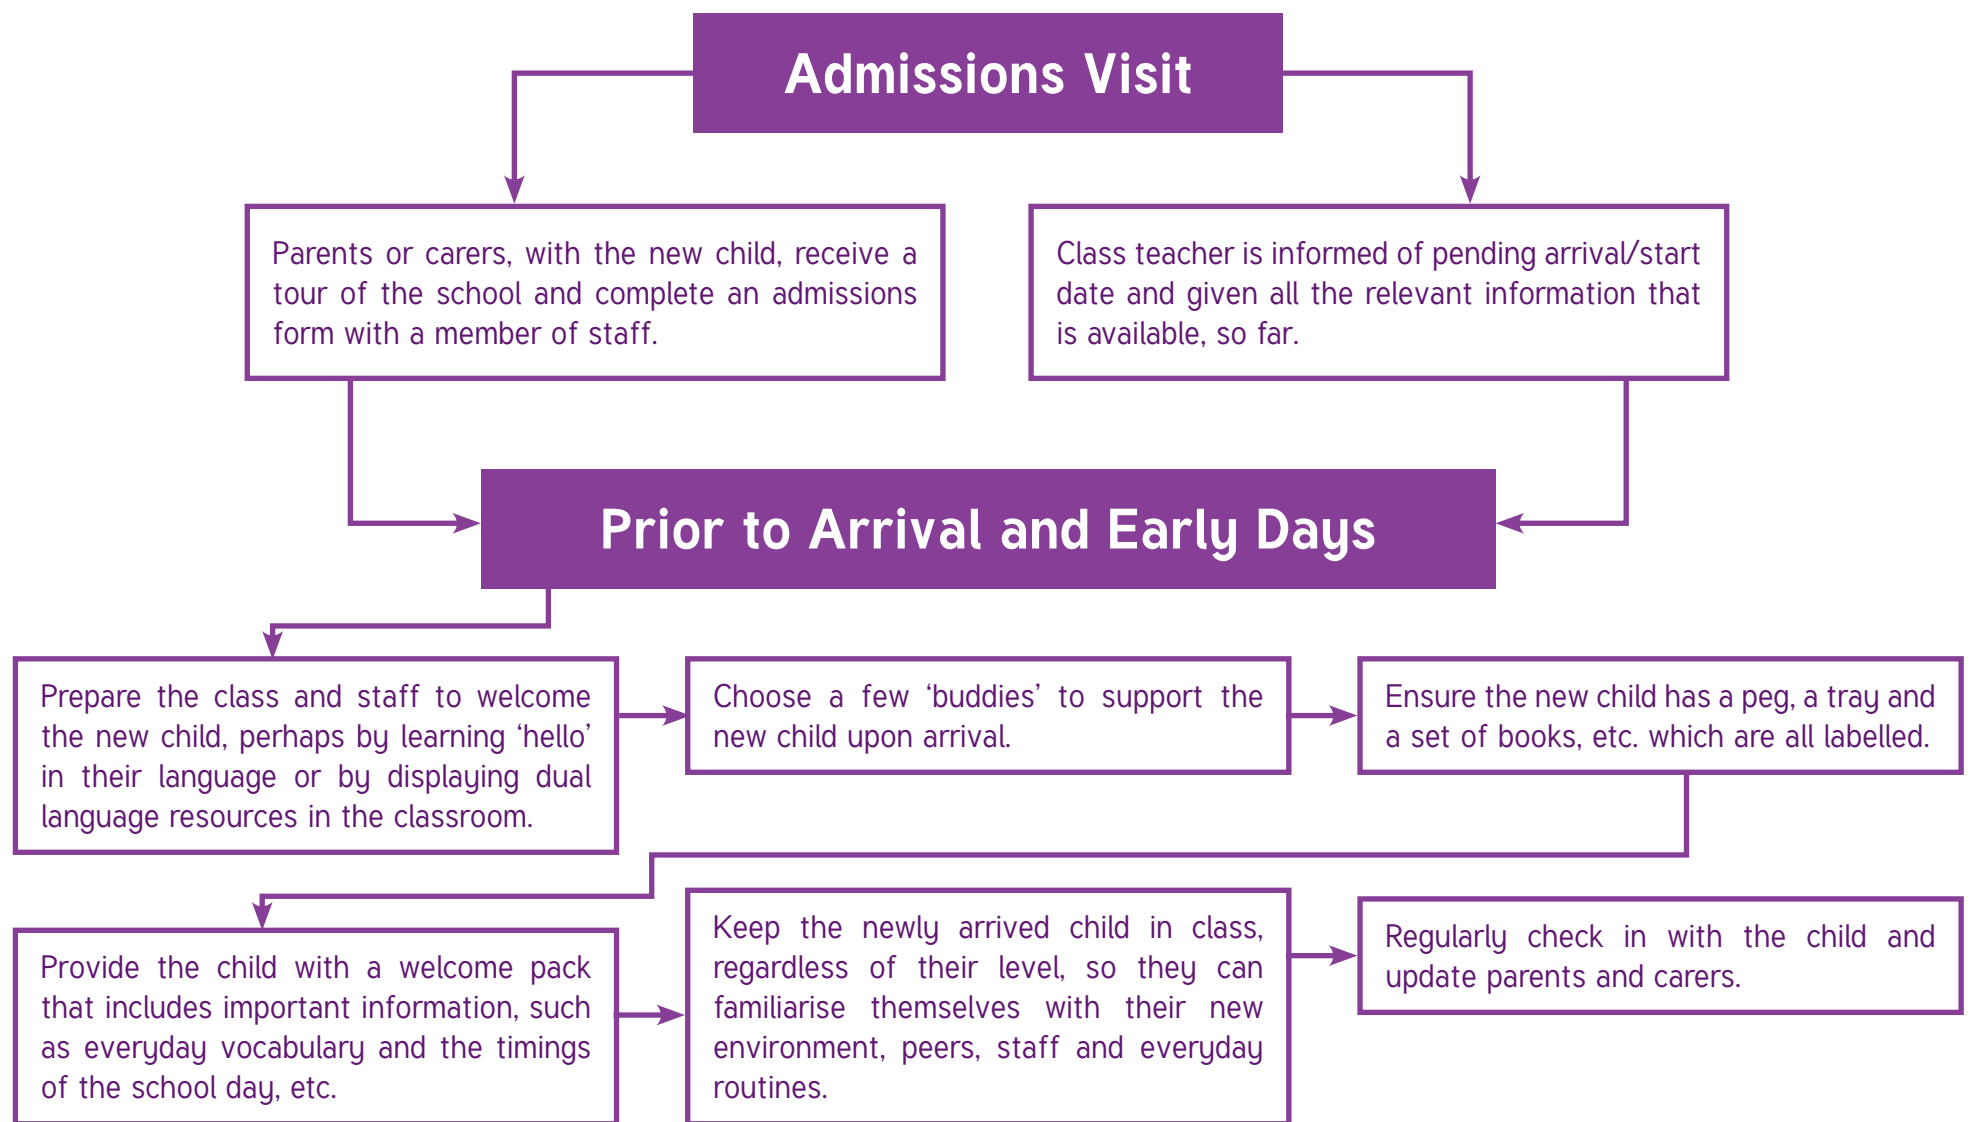 Admissions Visit
Parents or carers, with the new child, receive a
tour of the school and complete an admissions
form with a member of staff.
Class teacher is informed of pending arrival/start
date and given all the relevant information that
is available, so far.
Prior to Arrival and Early Days
Prepare the class and staff to welcome
the new child, perhaps by learning ‘hello’
in their language or by displaying dual
language resources in the classroom.
Choose a few ‘buddies’ to support the
new child upon arrival.
Ensure the new child has a peg, a tray and
a set of books, etc. which are all labelled.
Provide the child with a welcome pack
that includes important information, such
as everyday vocabulary and the timings
of the school day, etc.
Keep the newly arrived child in class,
regardless of their level, so they can
familiarise themselves with their new
environment, peers, staff and everyday
routines.
Regularly check in with the child and
update parents and carers.